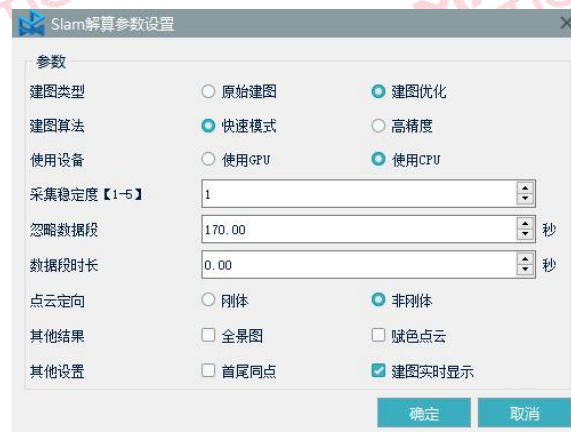 Slam解算参数设置
参数
建图类型 原始建图 建图优化
建图算法 快速模式 高精度
使用设备 使用GPU 使用CPU
采集稳定度【1-5】 1
忽略数据段 170.00 秒
数据段时长 0.00 秒
点云定向 刚体 非刚体
其他结果 全景图 赋色点云
其他设置 首尾同点 建图实时显示
确定 取消